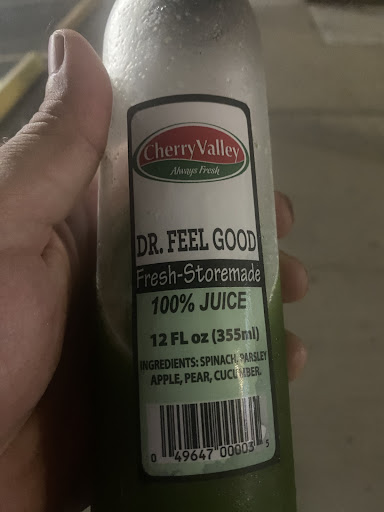 CherryValley
Always Fresh
DR. FEEL GOOD
Fresh-Storemade
100% JUICE
12 FL oz (355ml)
INGREDIENTS: SPINACH, PARSLEY
APPLE, PEAR, CUCUMBER.
0 49647 00003 5